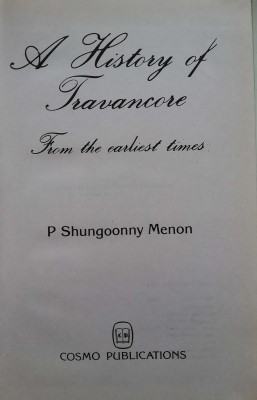 A History of
Travancore
From the earliest times
P Shungoonny Menon
COSMO PUBLICATIONS